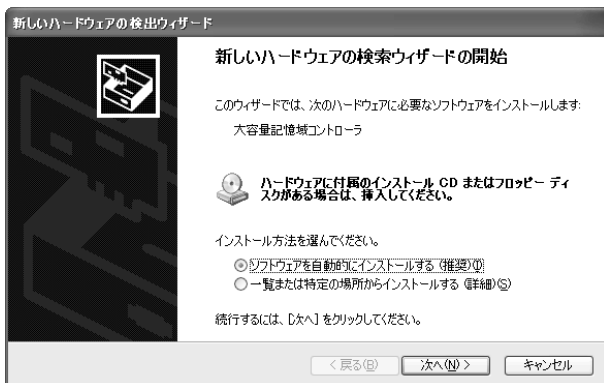 新しいハードウェアの検出ウィザード
新しいハードウェアの検索ウィザードの開始
このウィザードでは、次のハードウェアに必要なソフトウェアをインストールします:
大容量記憶域コントローラ
ハードウェアに付属のインストール CD またはフロッピー ディ
スクがある場合は、挿入してください。
インストール方法を選んでください。
ソフトウェアを自動的にインストールする (推奨)(I)
一覧または特定の場所からインストールする (詳細)(S)
続行するには、[次へ] をクリックしてください。
< 戻る(B)
次へ(N) >
キャンセル